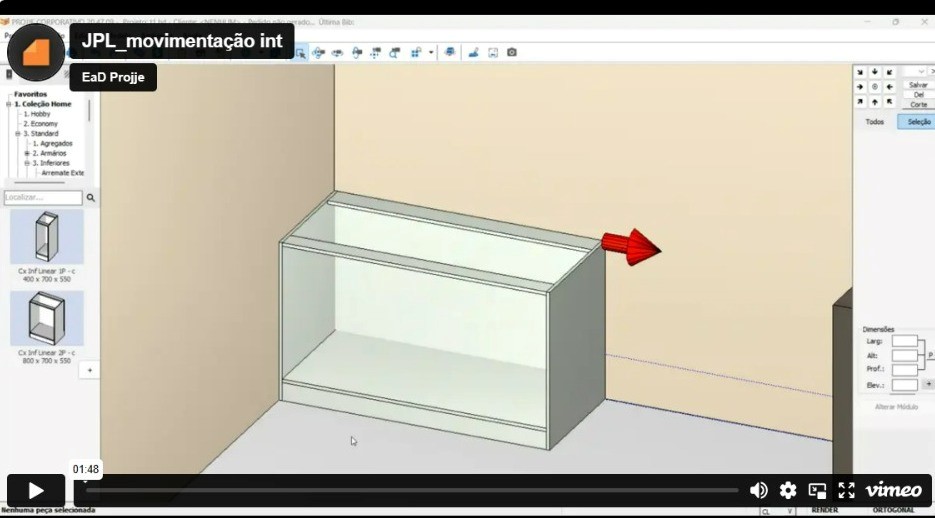 JPL_movimentação int
EaD Projje
Favoritos
1. Coleção Home
1. Hobby
2. Economy
3. Standard
1. Agregados
2. Armários
3. Inferiores
Arremate Exte
Localizar...
Cx Inf Linear 1P - c
400 x 700 x 550
Cx Inf Linear 2P - c
800 x 700 x 550
+
Salvar
Del
Corte
Todos
Seleção
Dimensões
Larg:
Alt:
Prof.:
P
Elev.:
+
Alterar Módulo
01:48
vimeo
Nenhuma peça selecionada
RENDER
ORTOGONAL